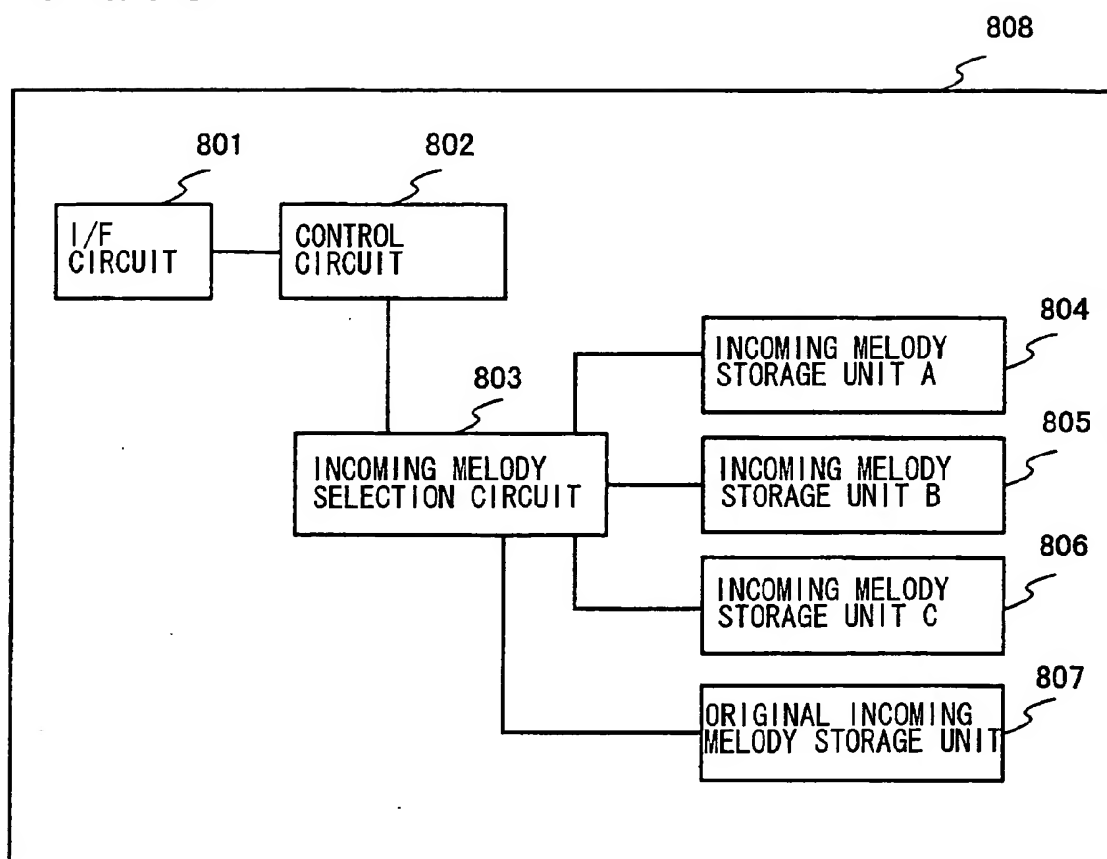 808
801
802
I/F
CIRCUIT
CONTROL
CIRCUIT
804
INCOMING MELODY
STORAGE UNIT A
803
805
INCOMING MELODY
SELECTION CIRCUIT
INCOMING MELODY
STORAGE UNIT B
806
INCOMING MELODY
STORAGE UNIT C
807
ORIGINAL INCOMING
MELODY STORAGE UNIT